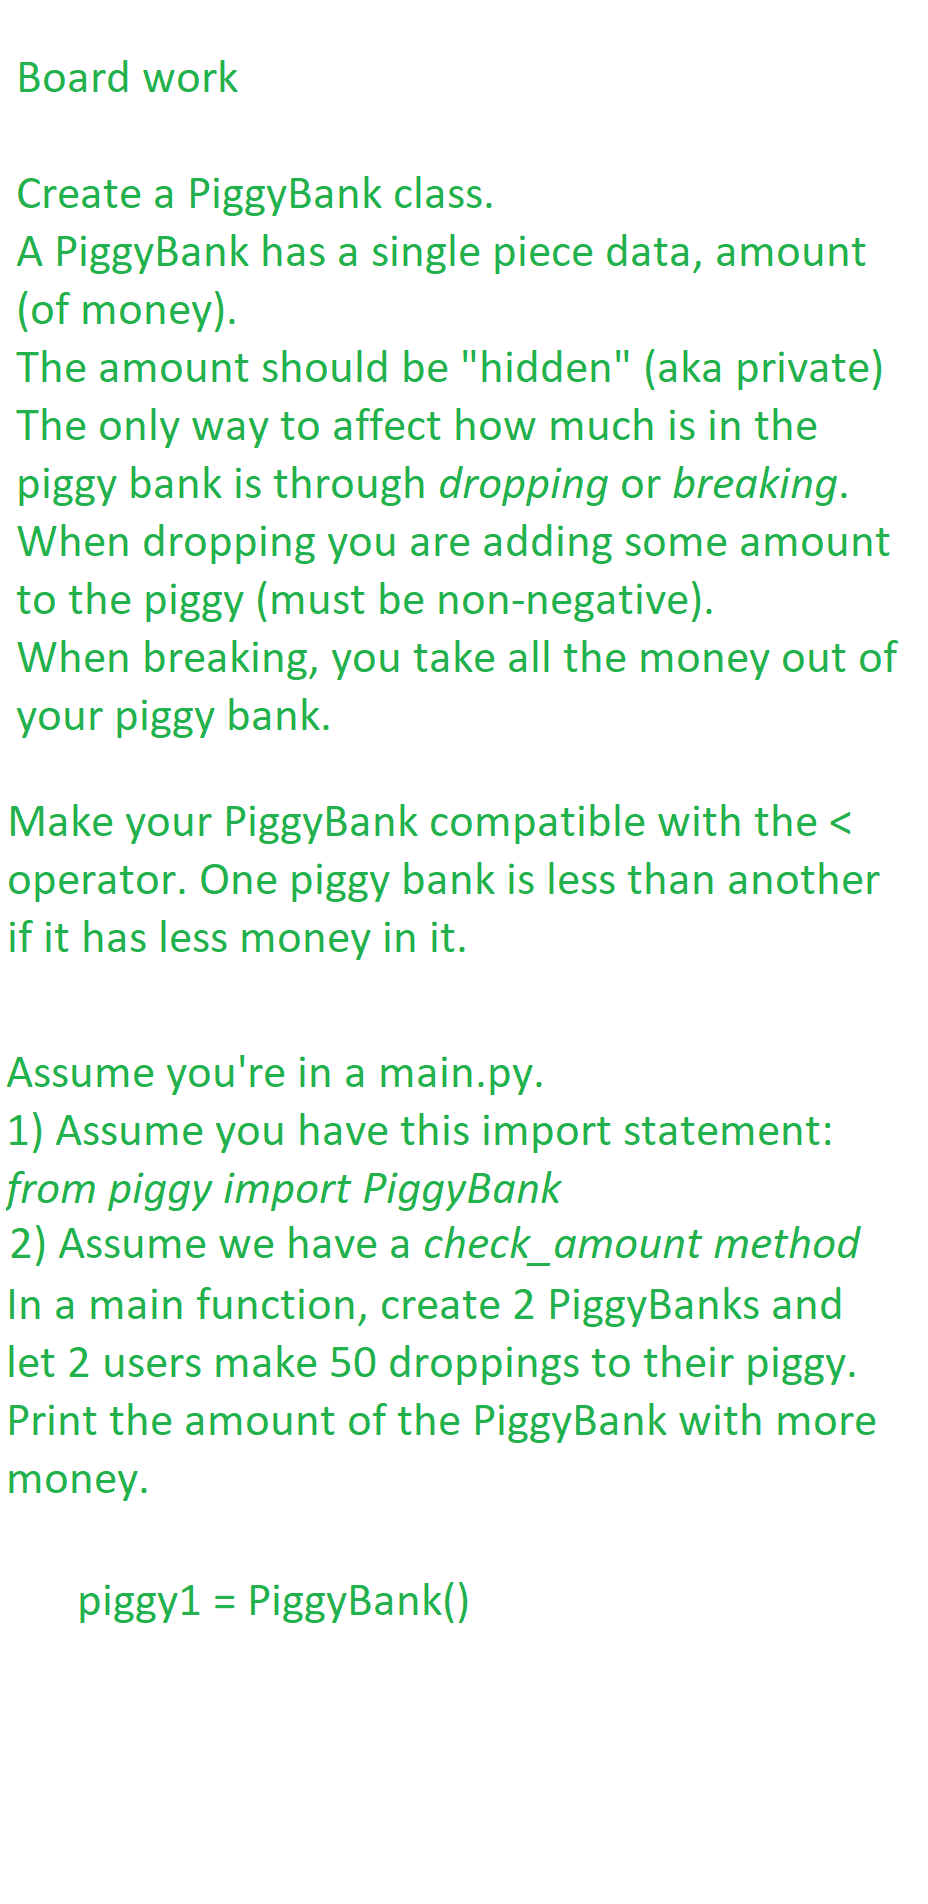 Board work
Create a PiggyBank class.
A PiggyBank has a single piece data, amount
(of money).
The amount should be "hidden" (aka private)
The only way to affect how much is in the
piggy bank is through dropping or breaking.
When dropping you are adding some amount
to the piggy (must be non-negative).
When breaking, you take all the money out of
your piggy bank.
Make your PiggyBank compatible with the <
operator. One piggy bank is less than another
if it has less money in it.
Assume you're in a main.py.
1) Assume you have this import statement:
from piggy import PiggyBank
2) Assume we have a check_amount method
In a main function, create 2 PiggyBanks and
let 2 users make 50 droppings to their piggy.
Print the amount of the PiggyBank with more
money.
piggy1 = PiggyBank()